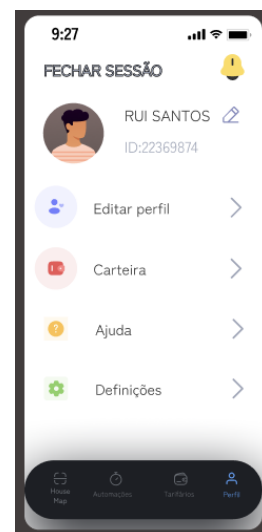 9:27
FECHAR SESSÃO
RUI SANTOS
ID:22369874
Editar perfil
Carteira
Ajuda
Definições
House Map
Automações
Tarifários
Perfil